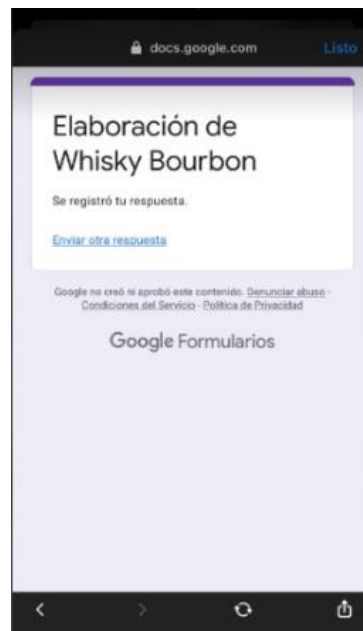 docs.google.com
Listo
Elaboración de
Whisky Bourbon
Se registró tu respuesta.
Enviar otra respuesta
Google no creó ni aprobó este contenido. Denunciar abuso -
Condiciones del Servicio - Política de Privacidad
Google Formularios